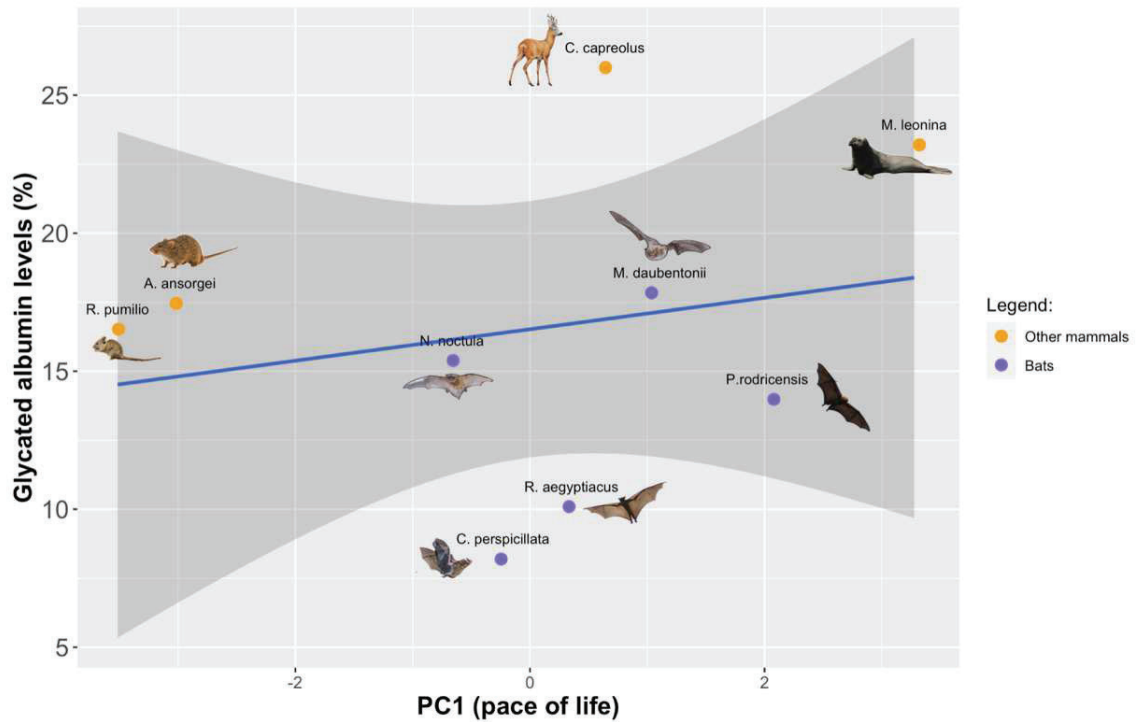 C. capreolus
25
M. leonina
20
M. daubentonii
A. ansorgei
R. pumilio
Legend:
Other mammals
Bats
N. noctula
15
P.rodricensis
R. aegyptiacus
10
C. perspicillata
5
-2
0
2
PC1 (pace of life)
Glycated albumin levels (%)